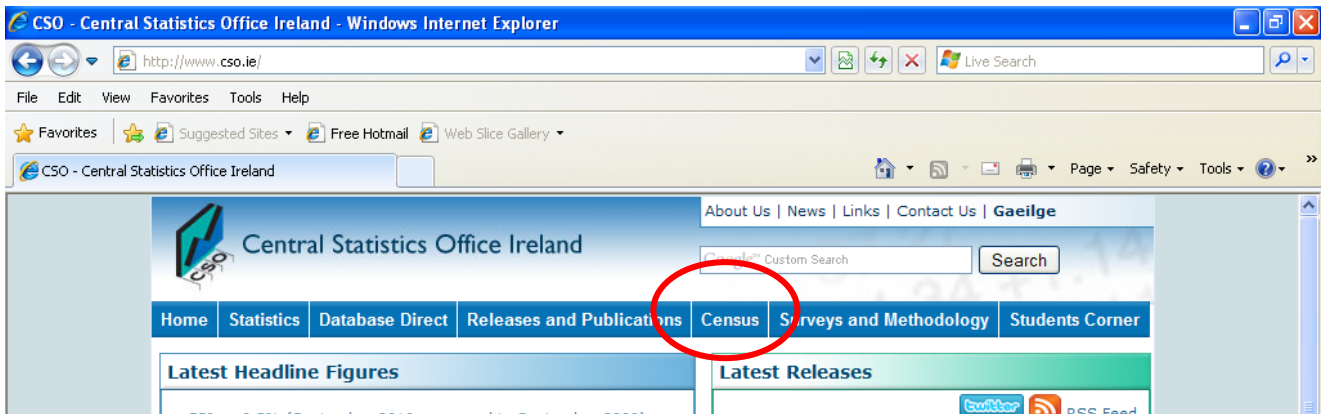 CSO - Central Statistics Office Ireland - Windows Internet Explorer
http://www.cso.ie/
Live Search
File Edit View Favorites Tools Help
Favorites Suggested Sites Free Hotmail Web Slice Gallery
CSO - Central Statistics Office Ireland
Page Safety Tools
About Us | News | Links | Contact Us | Gaeilge
CSO
Central Statistics Office Ireland
Google™ Custom Search
Search
Home Statistics Database Direct Releases and Publications Census Surveys and Methodology Students Corner
Latest Headline Figures
Latest Releases
twitter RSS Feed